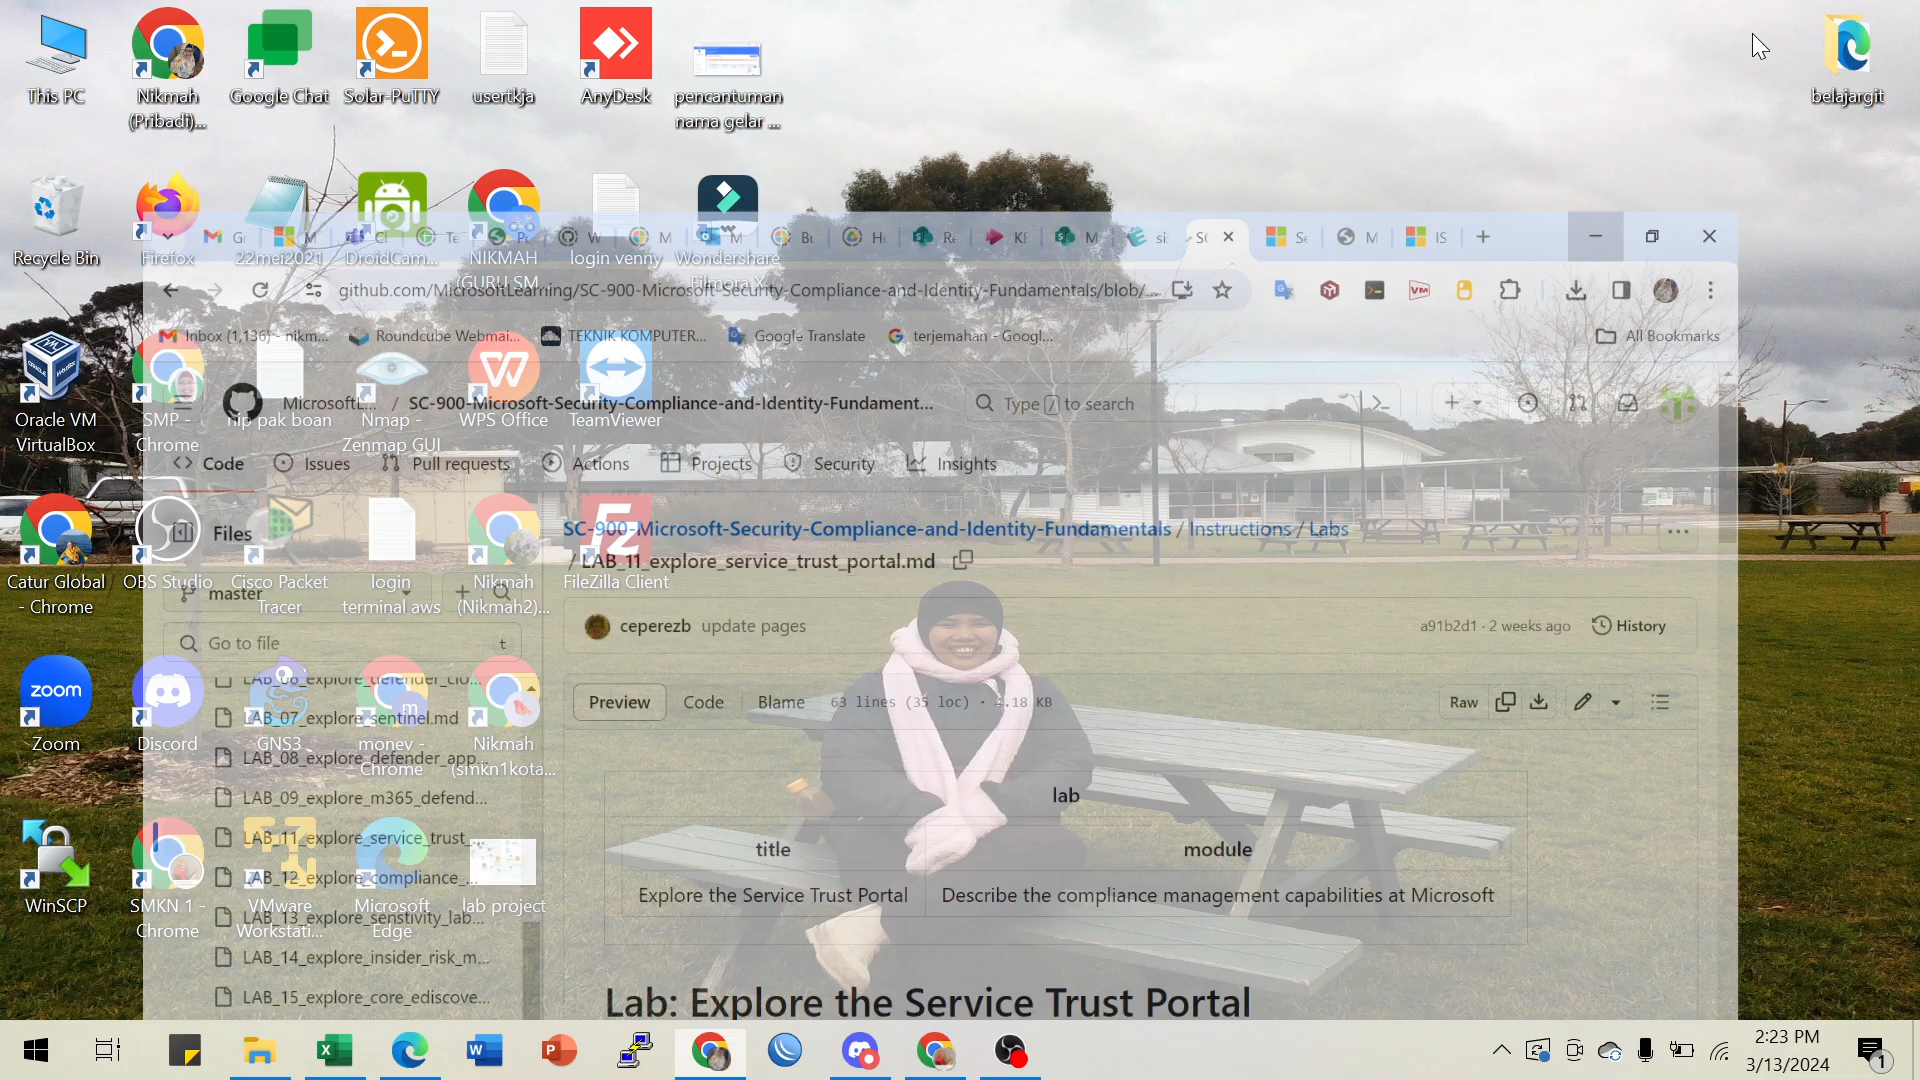 This PC
Nikmah
(Pribadi)...
Google Chat
Solar-PuTTY
usertkja
AnyDesk
pencantuman
nama gelar ...
belajargit
Recycle Bin
Firefox
22mei2021
DroidCam...
NIKMAH
(GURU SM...
login venny
Wondershare
Filmora X
github.com/MicrosoftLearning/SC-900-Microsoft-Security-Compliance-and-Identity-Fundamentals/blob/...
Inbox (1,136) - nikm...
Roundcube Webmai...
TEKNIK KOMPUTER...
Google Translate
terjemahan - Googl...
All Bookmarks
Oracle VM
VirtualBox
SMP -
Chrome
nip pak boan
Nmap -
Zenmap GUI
WPS Office
TeamViewer
MicrosoftL... / SC-900-Microsoft-Security-Compliance-and-Identity-Fundament...
Type / to search
Code
Issues
Pull requests
Actions
Projects
Security
Insights
Catur Global
- Chrome
OBS Studio
Cisco Packet
Tracer
login
terminal aws
Nikmah
(Nikmah2)...
FileZilla Client
Files
master
Go to file
t
SC-900-Microsoft-Security-Compliance-and-Identity-Fundamentals / Instructions / Labs
/ LAB_11_explore_service_trust_portal.md
ceperezb update pages
a91b2d1 · 2 weeks ago
History
Preview
Code
Blame
63 lines (35 loc) · 4.18 KB
Raw
Zoom
Discord
GNS3
monev -
Chrome
Nikmah
(smkn1kota...
LAB_07_explore_sentinel.md
LAB_08_explore_defender_app...
LAB_09_explore_m365_defend...
LAB_11_explore_service_trust_...
LAB_12_explore_compliance_...
LAB_13_explore_senstivity_lab...
LAB_14_explore_insider_risk_m...
LAB_15_explore_core_ediscove...
WinSCP
SMKN 1 -
Chrome
VMware
Workstati...
Microsoft
Edge
lab project
lab
title
module
Explore the Service Trust Portal
Describe the compliance management capabilities at Microsoft
Lab: Explore the Service Trust Portal
2:23 PM
3/13/2024
1